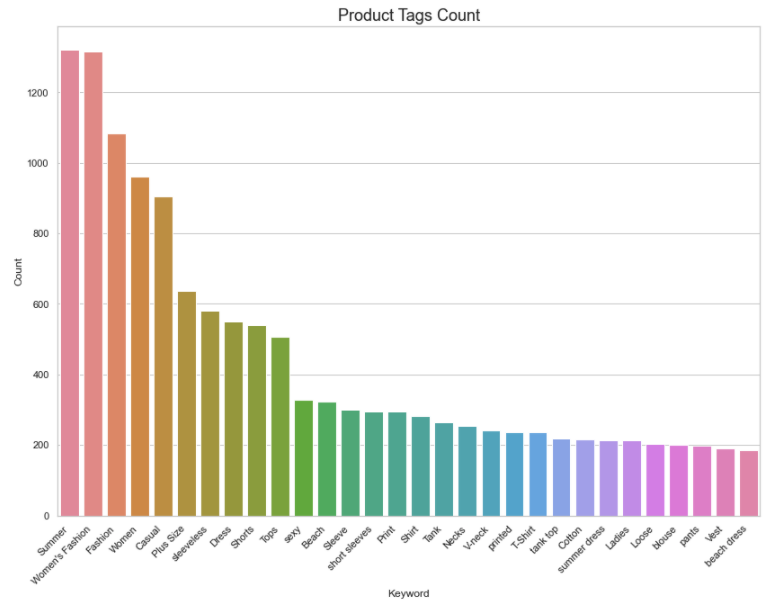 Product Tags Count
1200
1000
800
600
400
200
0
Count
Summer
Women's Fashion
Fashion
Women
Casual
Plus Size
sleeveless
Dress
Shorts
Tops
sexy
Beach
Sleeve
short sleeves
Print
Shirt
Tank
Necks
V-neck
printed
T-Shirt
tank top
Cotton
summer dress
Ladies
Loose
blouse
pants
Vest
beach dress
Keyword